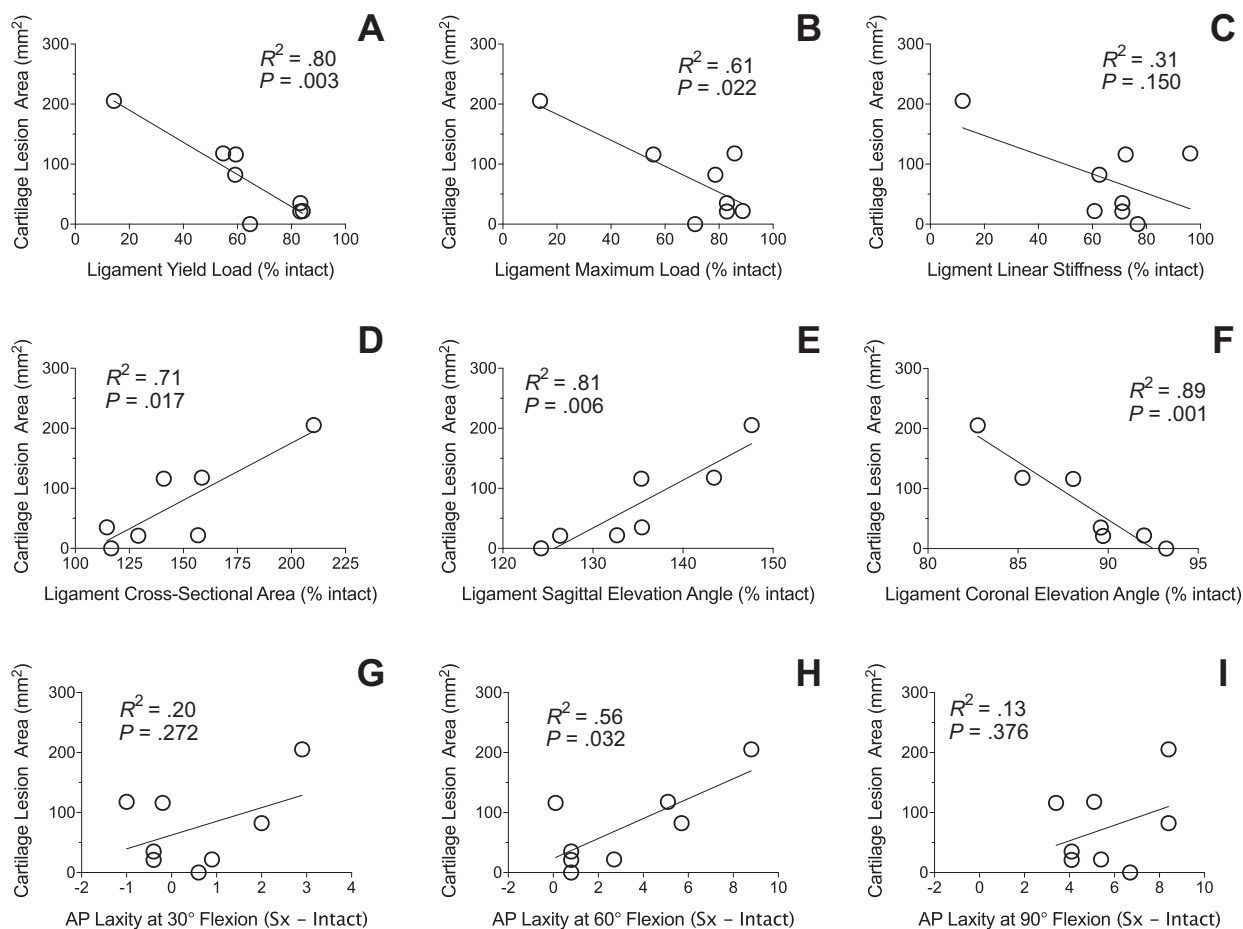 A
Cartilage Lesion Area (mm²)
300
200
100
0
R² = .80
P = .003
0 20 40 60 80 100
Ligament Yield Load (% intact)
B
Cartilage Lesion Area (mm²)
300
200
100
0
R² = .61
P = .022
0 20 40 60 80 100
Ligament Maximum Load (% intact)
C
Cartilage Lesion Area (mm²)
300
200
100
0
R² = .31
P = .150
0 20 40 60 80 100
Ligment Linear Stiffness (% intact)
D
Cartilage Lesion Area (mm²)
300
200
100
0
R² = .71
P = .017
100 125 150 175 200 225
Ligament Cross-Sectional Area (% intact)
E
Cartilage Lesion Area (mm²)
300
200
100
0
R² = .81
P = .006
120 130 140 150
Ligament Sagittal Elevation Angle (% intact)
F
Cartilage Lesion Area (mm²)
300
200
100
0
R² = .89
P = .001
80 85 90 95
Ligament Coronal Elevation Angle (% intact)
G
Cartilage Lesion Area (mm²)
300
200
100
0
R² = .20
P = .272
-2 -1 0 1 2 3 4
AP Laxity at 30° Flexion (Sx – Intact)
H
Cartilage Lesion Area (mm²)
300
200
100
0
R² = .56
P = .032
-2 0 2 4 6 8 10
AP Laxity at 60° Flexion (Sx – Intact)
I
Cartilage Lesion Area (mm²)
300
200
100
0
R² = .13
P = .376
-2 0 2 4 6 8 10
AP Laxity at 90° Flexion (Sx – Intact)